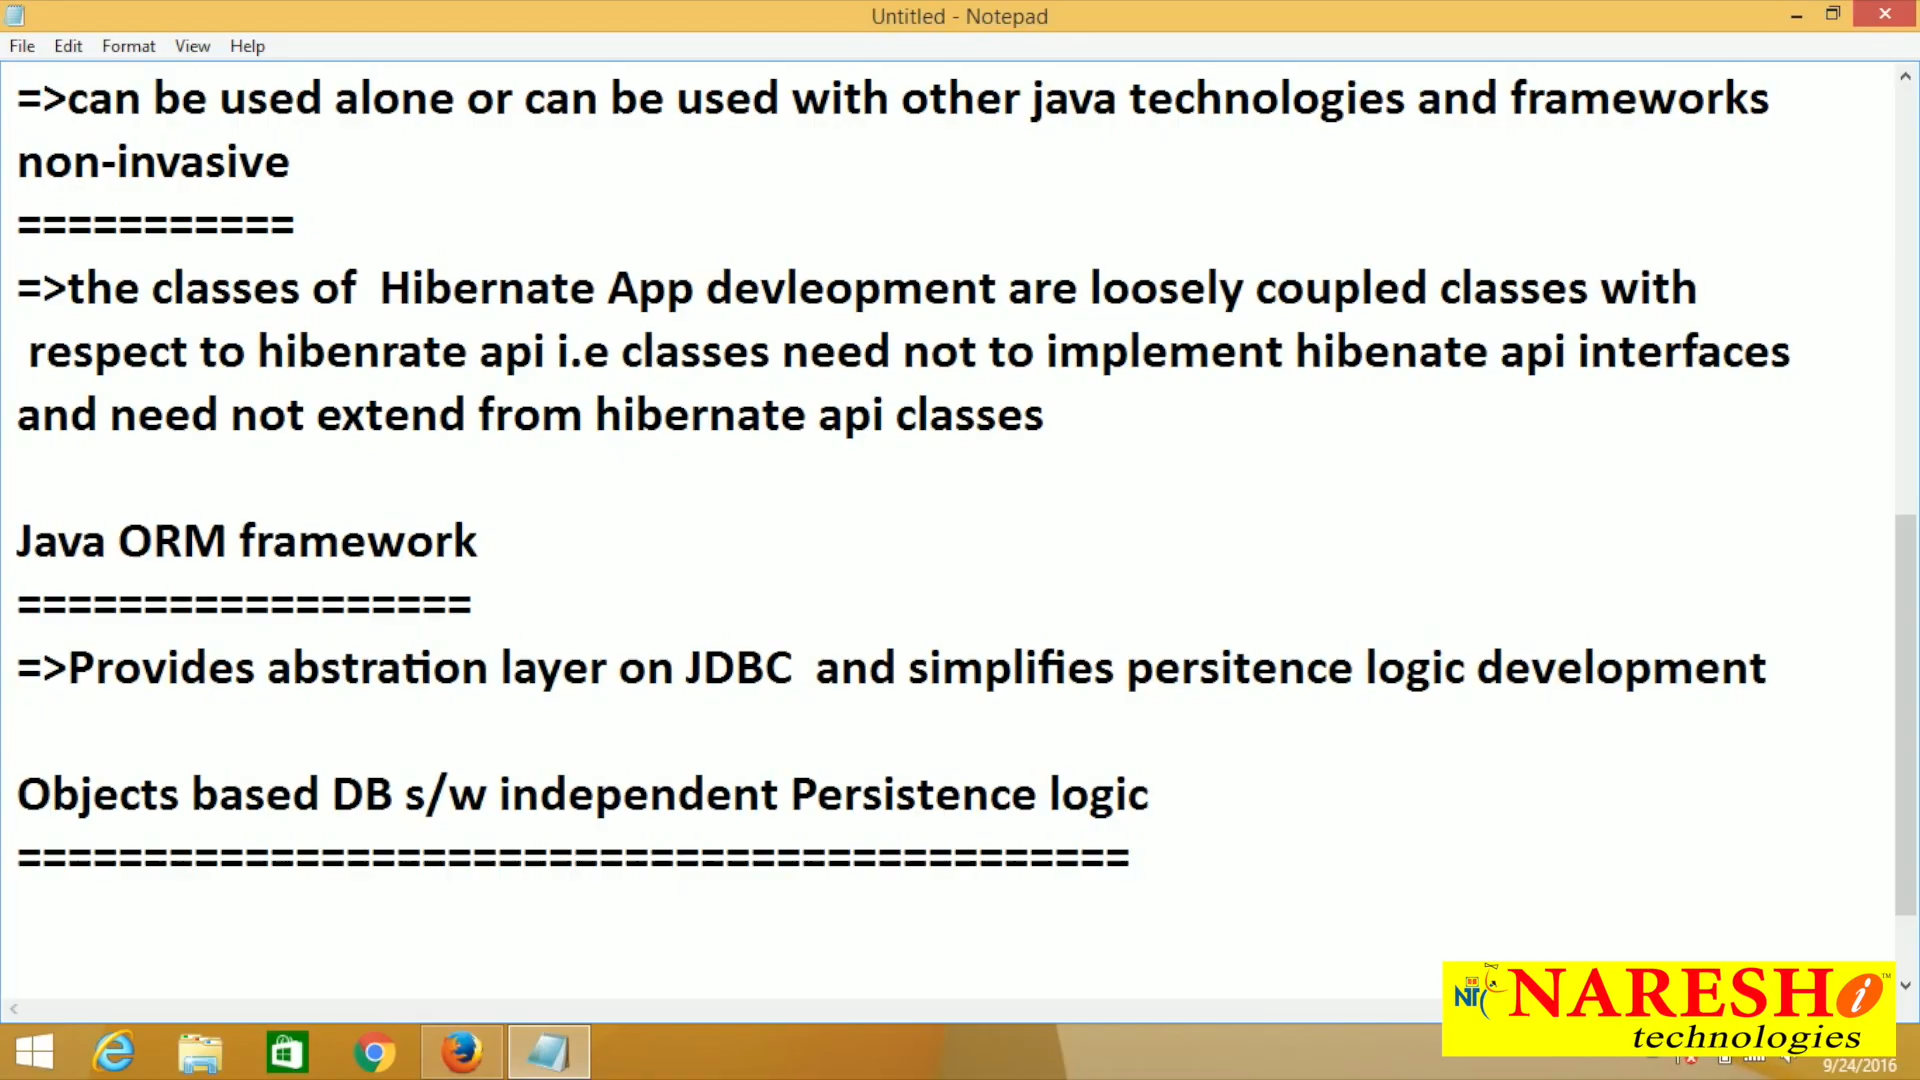 Untitled - Notepad
File Edit Format View Help
=>can be used alone or can be used with other java technologies and frameworks
non-invasive
===========
=>the classes of  Hibernate App devleopment are loosely coupled classes with
 respect to hibenrate api i.e classes need not to implement hibenate api interfaces
and need not extend from hibernate api classes
Java ORM framework
==================
=>Provides abstration layer on JDBC  and simplifies persitence logic development
Objects based DB s/w independent Persistence logic
============================================
NARESH i ™
technologies
9/24/2016